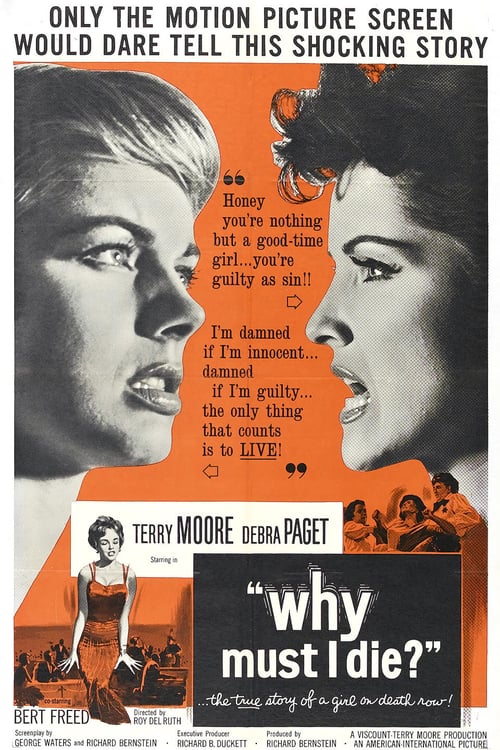 ONLY THE MOTION PICTURE SCREEN
WOULD DARE TELL THIS SHOCKING STORY
“
Honey
you're nothing
but a good-time
girl...you're
guilty as sin!!
I'm damned
if I'm innocent...
damned
if I'm guilty...
the only thing
that counts
is to LIVE!
”
TERRY MOORE DEBRA PAGET
Starring in
“why
must I die?”
...the true story of a girl on death row!
co-starring
BERT FREED
Directed by
ROY DEL RUTH
Screenplay by
GEORGE WATERS and RICHARD BERNSTEIN
Executive Producer
RICHARD B. DUCKETT
Produced by
RICHARD BERNSTEIN
A VISCOUNT-TERRY MOORE PRODUCTION
AN AMERICAN-INTERNATIONAL PICTURE